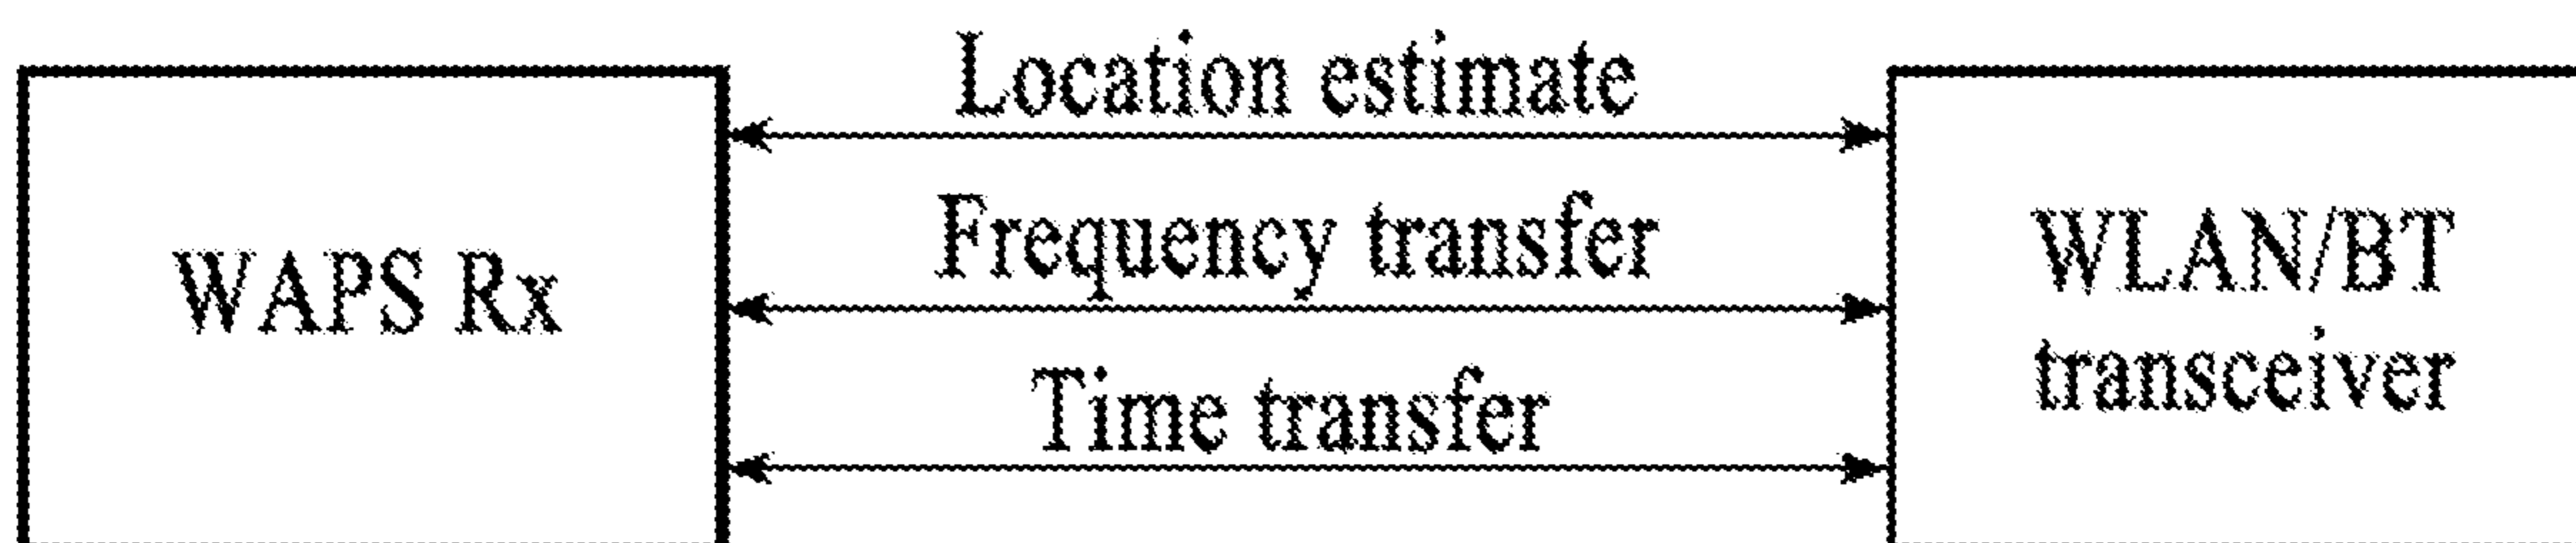 Location estimate
Frequency transfer
WAPS Rx
WLAN/BT
transceiver
Time transfer